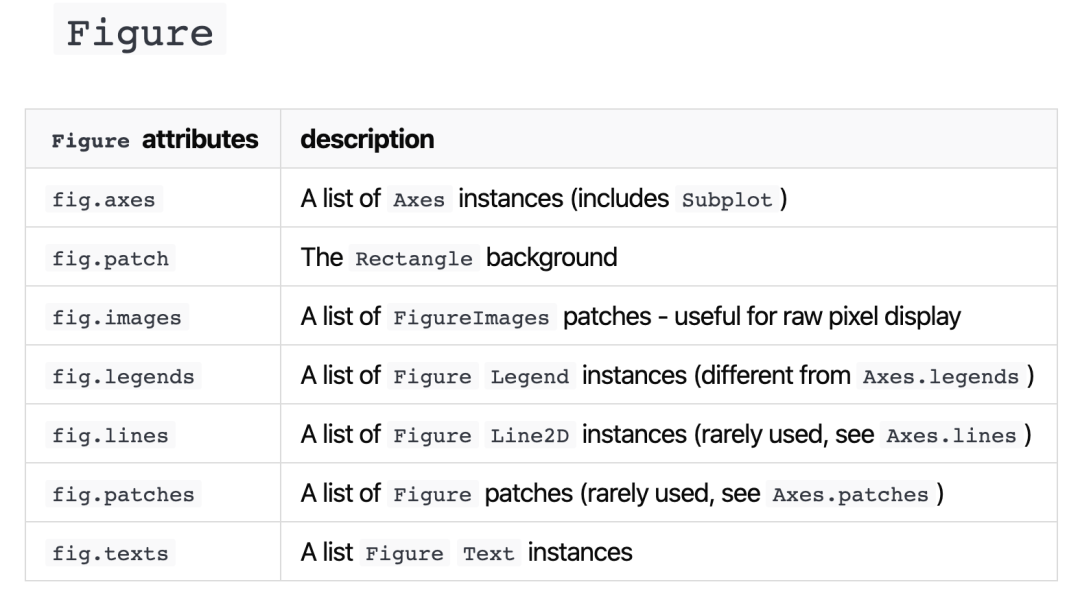 Figure
Figure attributes description
fig.axes A list of Axes instances (includes Subplot )
fig.patch The Rectangle background
fig.images A list of FigureImages patches - useful for raw pixel display
fig.legends A list of Figure Legend instances (different from Axes.legends )
fig.lines A list of Figure Line2D instances (rarely used, see Axes.lines )
fig.patches A list of Figure patches (rarely used, see Axes.patches )
fig.texts A list Figure Text instances